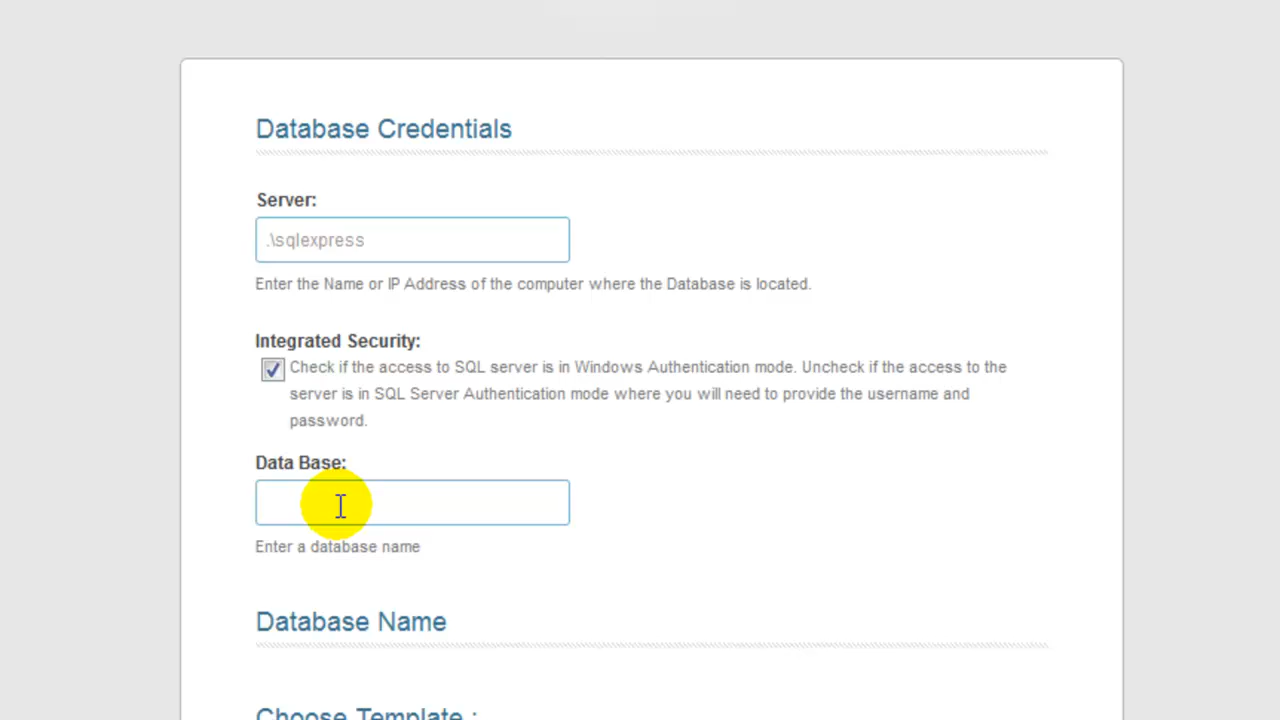 Database Credentials
Server:
.\sqlexpress
Enter the Name or IP Address of the computer where the Database is located.
Integrated Security:
Check if the access to SQL server is in Windows Authentication mode. Uncheck if the access to the
server is in SQL Server Authentication mode where you will need to provide the username and
password.
Data Base:
Enter a database name
Database Name
Choose Template :